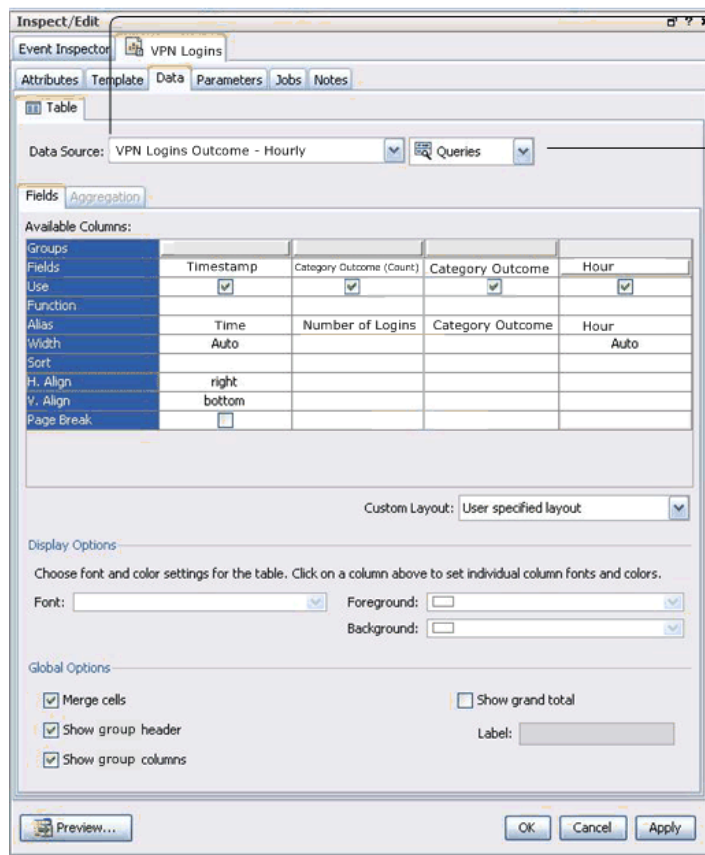 Inspect/Edit
Event Inspector VPN Logins
Attributes Template Data Parameters Jobs Notes
Table
Data Source: VPN Logins Outcome - Hourly Queries
Fields Aggregation
Available Columns:
Groups
Fields Timestamp Category Outcome (Count) Category Outcome Hour
Use
Function
Alias Time Number of Logins Category Outcome Hour
Width Auto Auto
Sort
H. Align right
V. Align bottom
Page Break
Custom Layout: User specified layout
Display Options
Choose font and color settings for the table. Click on a column above to set individual column fonts and colors.
Font: Foreground:
Background:
Global Options
Merge cells Show grand total
Show group header Label:
Show group columns
Preview... OK Cancel Apply